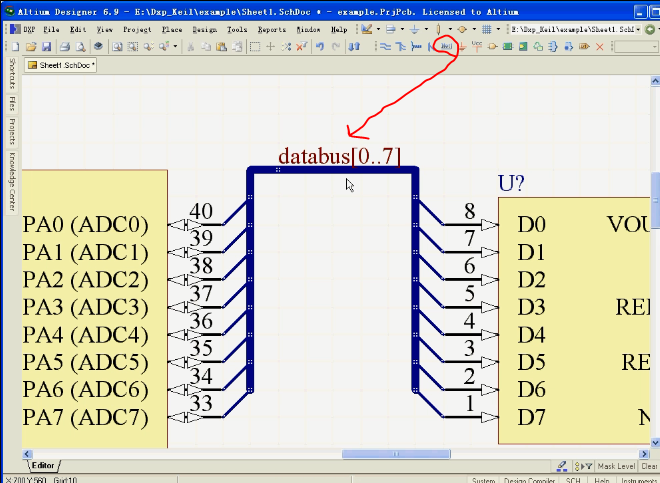 Altium Designer 6.9 - E:\Dxp_Keil\example\Sheet1.SchDoc * - example.PrjPcb. Licensed to Altium
DXP File Edit View Project Place Design Tools Reports Window Help E:\Dxp_Keil\example\Sheet1.SchD
Sheet1.SchDoc *
Shortcuts
Files
Projects
Knowledge Center
databus[0..7]
U?
PA0 (ADC0) 40 8 D0 VOU
PA1 (ADC1) 39 7 D1
PA2 (ADC2) 38 6 D2
PA3 (ADC3) 37 5 D3 REI
PA4 (ADC4) 36 4 D4
PA5 (ADC5) 35 3 D5 RE
PA6 (ADC6) 34 2 D6
PA7 (ADC7) 33 1 D7 N
Editor Mask Level Clear
X:700 Y:560 Grid:10 System Design Compiler SCH Help Instruments